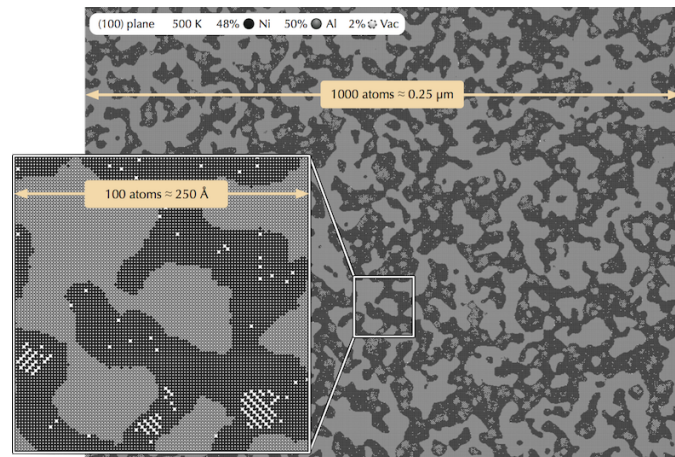 (100) plane 500 K 48% Ni 50% Al 2% Vac
1000 atoms ≈ 0.25 μm
100 atoms ≈ 250 Å